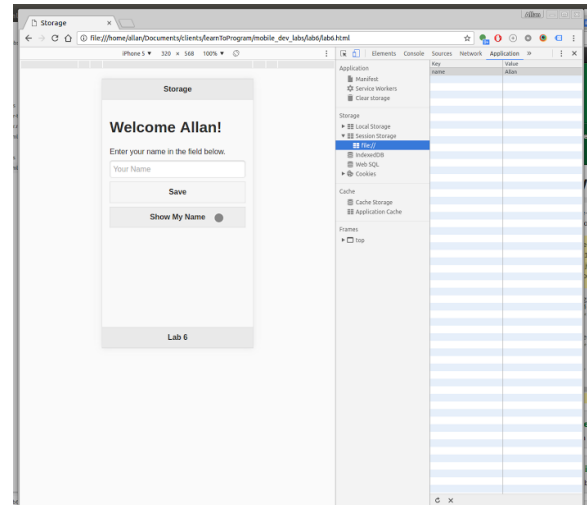 Allan
Storage ×
file:///home/allan/Documents/clients/learnToProgram/mobile_dev_labs/lab6/lab6.html
iPhone 5 ▼ 320 × 568 100% ▼
Elements Console Sources Network Application » ⋮ ×
Storage
Welcome Allan!
Enter your name in the field below.
Your Name
Save
Show My Name
Lab 6
Application
Manifest
Service Workers
Clear storage
Storage
Local Storage
Session Storage
file://
IndexedDB
Web SQL
Cookies
Cache
Cache Storage
Application Cache
Frames
top
Key Value
name Allan